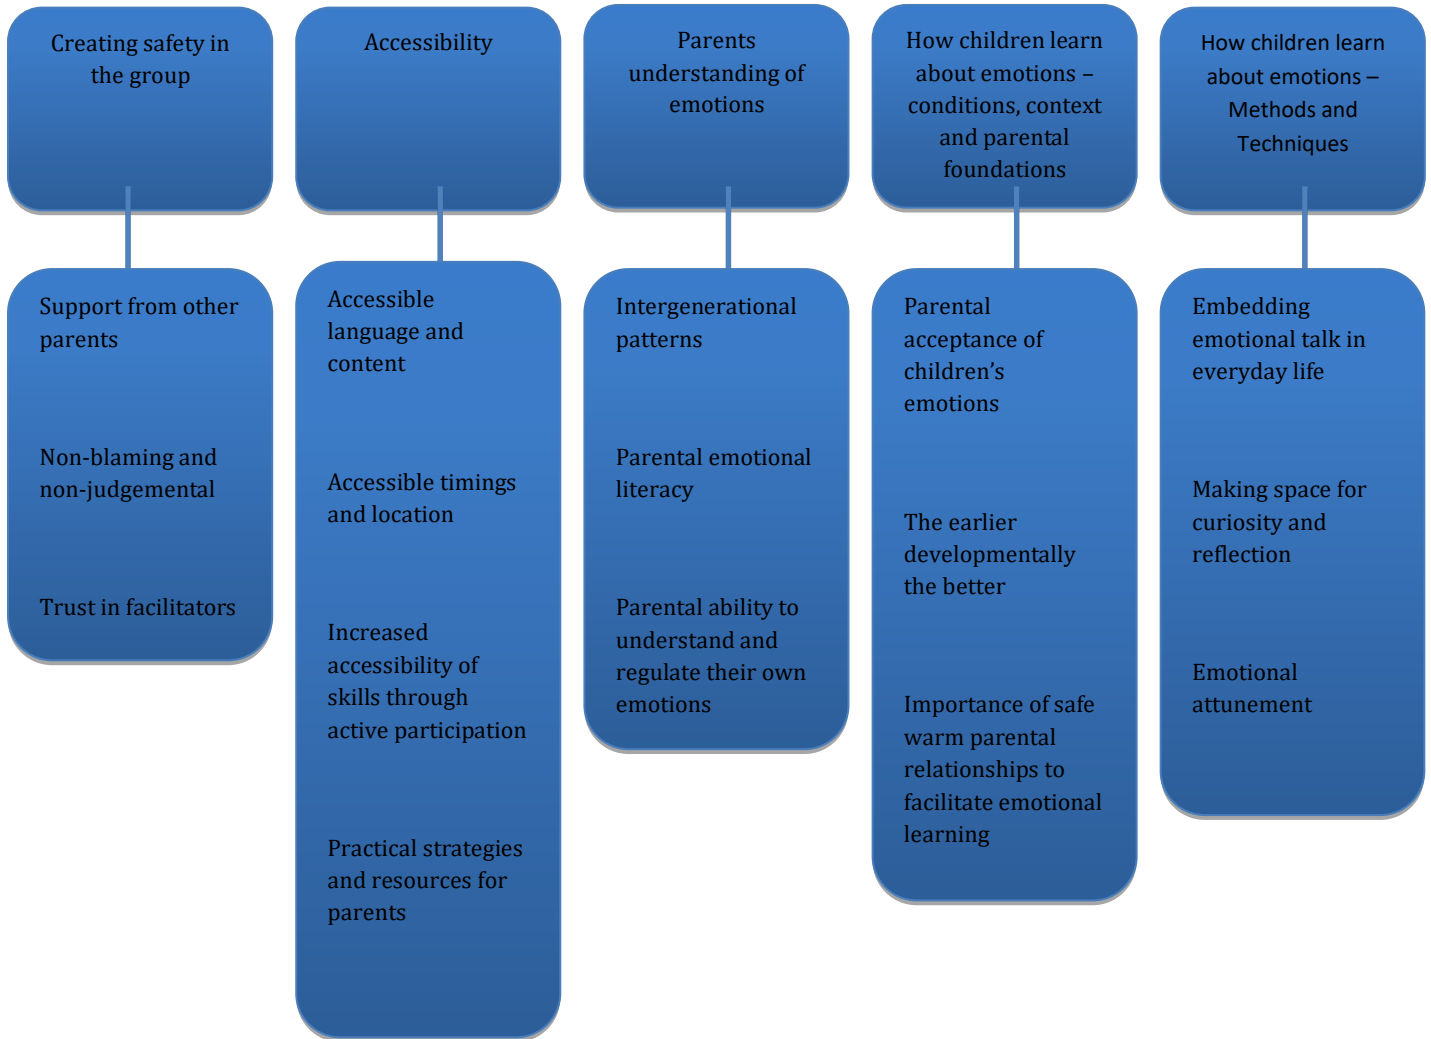 Creating safety in
the group
Accessibility
Parents
understanding of
emotions
How children learn
about emotions –
conditions, context
and parental
foundations
How children learn
about emotions –
Methods and
Techniques
Support from other
parents
Non-blaming and
non-judgemental
Trust in facilitators
Accessible
language and
content
Accessible timings
and location
Increased
accessibility of
skills through
active participation
Practical strategies
and resources for
parents
Intergenerational
patterns
Parental emotional
literacy
Parental ability to
understand and
regulate their own
emotions
Parental
acceptance of
children’s
emotions
The earlier
developmentally
the better
Importance of safe
warm parental
relationships to
facilitate emotional
learning
Embedding
emotional talk in
everyday life
Making space for
curiosity and
reflection
Emotional
attunement